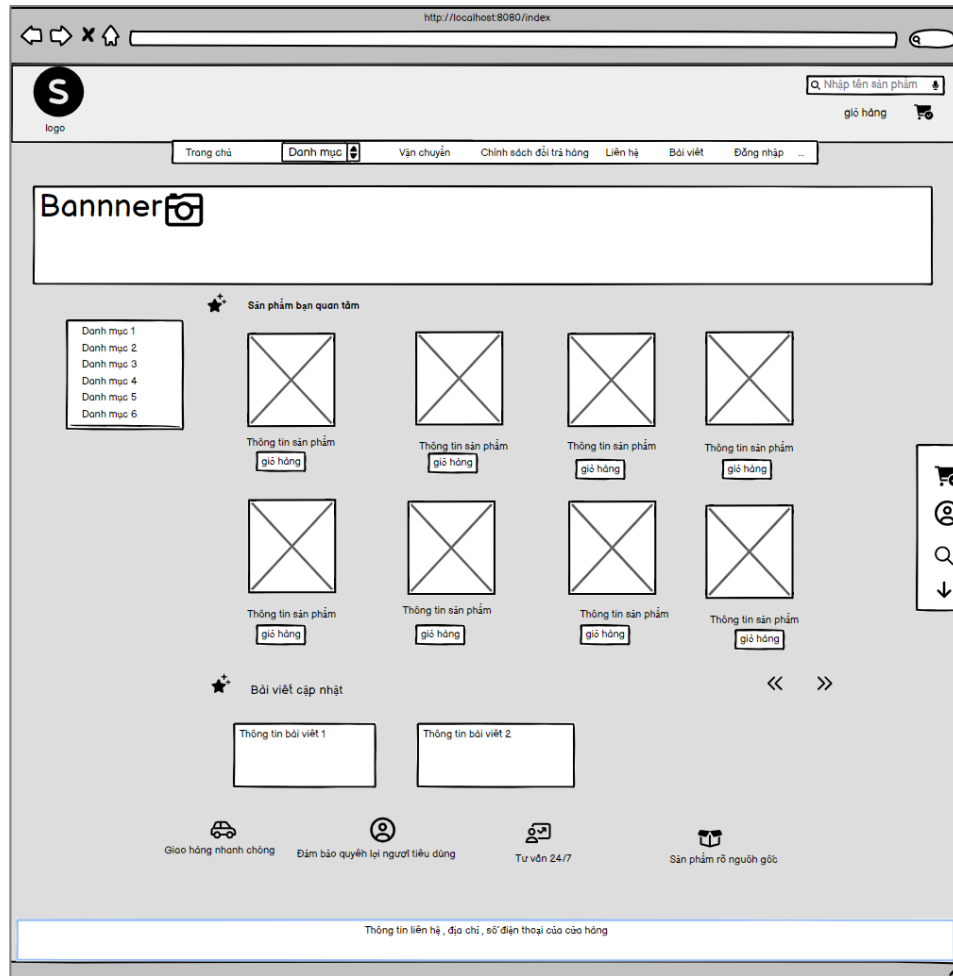 http://localhost:8080/index
S
logo
Nhập tên sản phẩm
giỏ hàng
Trang chủ Danh mục Vận chuyển Chính sách đổi trả hàng Liên hệ Bài viết Đăng nhập ...
Bannner
Sản phẩm bạn quan tâm
Danh mục 1
Danh mục 2
Danh mục 3
Danh mục 4
Danh mục 5
Danh mục 6
Thông tin sản phẩm Thông tin sản phẩm Thông tin sản phẩm Thông tin sản phẩm
giỏ hàng giỏ hàng giỏ hàng giỏ hàng
Thông tin sản phẩm Thông tin sản phẩm Thông tin sản phẩm Thông tin sản phẩm
giỏ hàng giỏ hàng giỏ hàng giỏ hàng
Bài viết cập nhật
Thông tin bài viết 1 Thông tin bài viết 2
Giao hàng nhanh chóng Đảm bảo quyền lợi người tiêu dùng Tư vấn 24/7 Sản phẩm rõ nguồn gốc
Thông tin liên hệ , địa chỉ , số điện thoại của cửa hàng